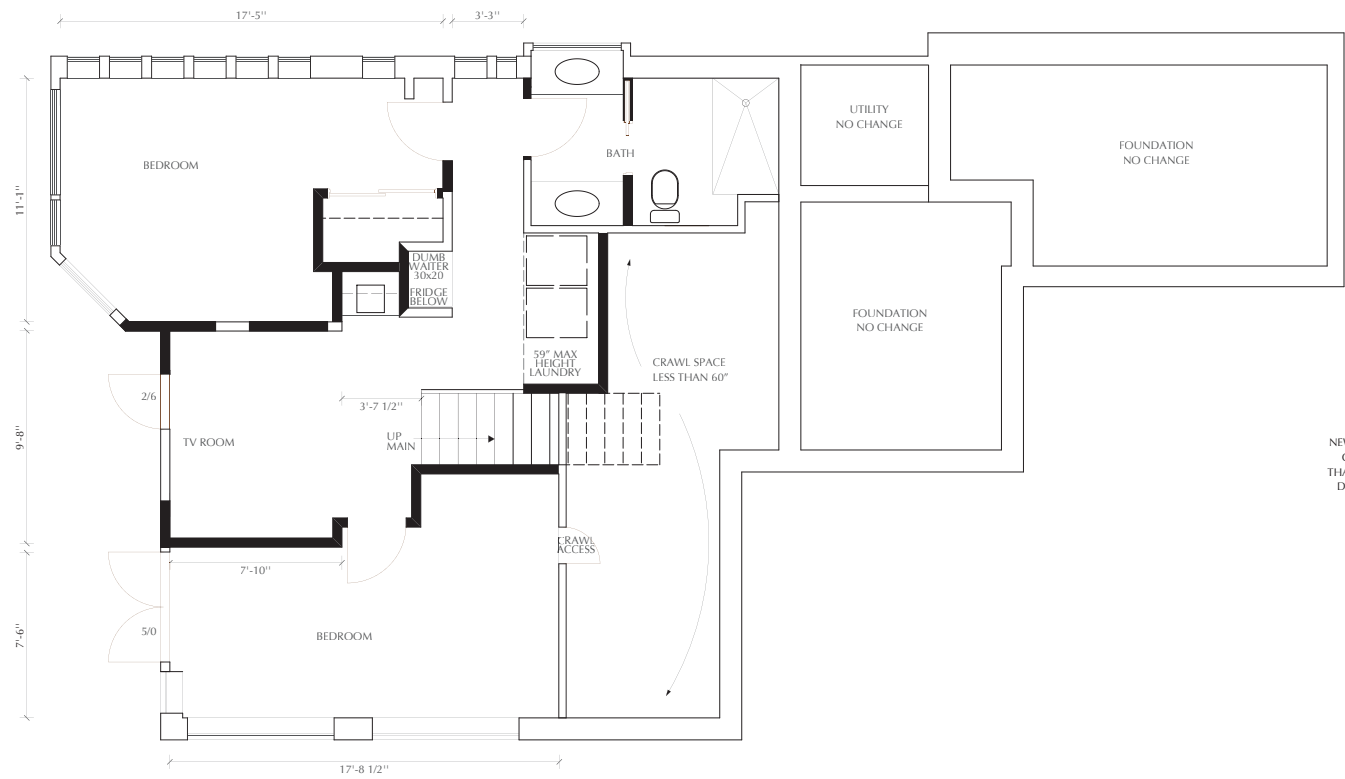 17'-5"
3'-3"
UTILITY
NO CHANGE
FOUNDATION
NO CHANGE
BATH
BEDROOM
11'-1"
DUMB
WAITER
30x20
FRIDGE
BELOW
FOUNDATION
NO CHANGE
59" MAX
HEIGHT
LAUNDRY
CRAWL SPACE
LESS THAN 60"
2/6
3'-7 1/2"
UP
MAIN
TV ROOM
9'-8"
CRAWL
ACCESS
7'-10"
5/0
BEDROOM
7'-6"
17'-8 1/2"